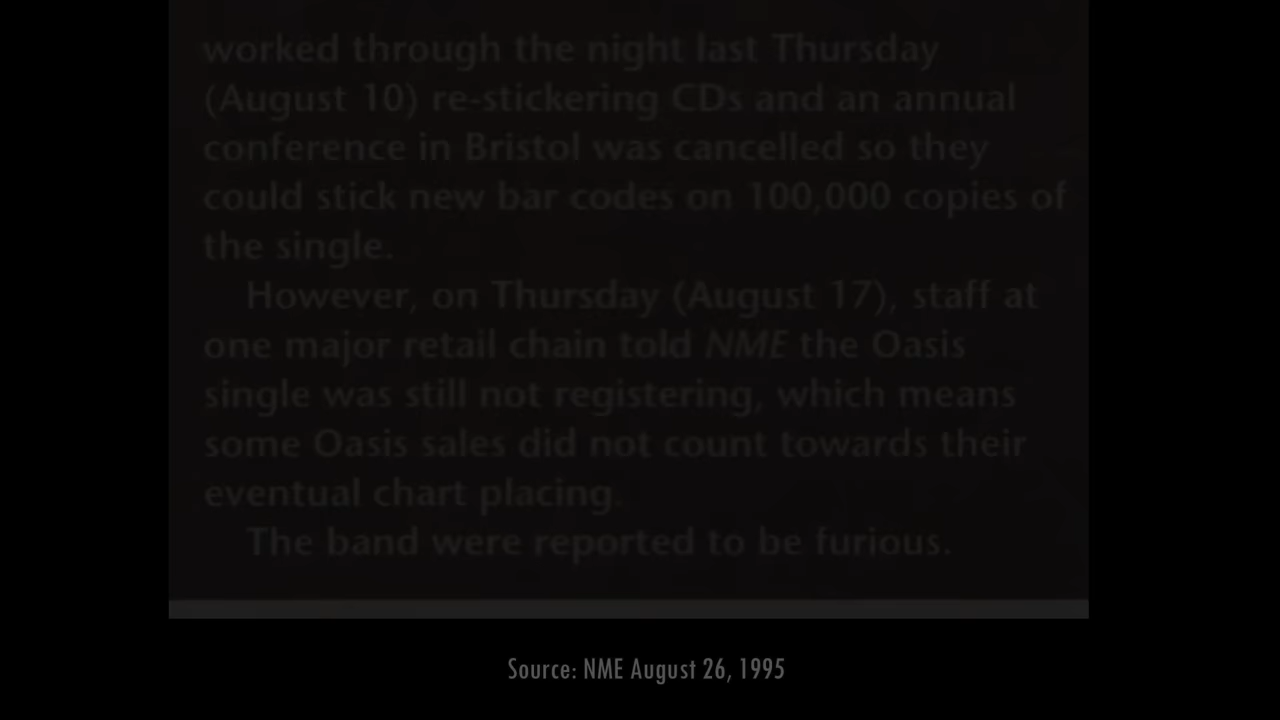 worked through the night last Thursday
(August 10) re-stickering CDs and an annual
conference in Bristol was cancelled so they
could stick new bar codes on 100,000 copies of
the single.
However, on Thursday (August 17), staff at
one major retail chain told NME the Oasis
single was still not registering, which means
some Oasis sales did not count towards their
eventual chart placing.
The band were reported to be furious.
Source: NME August 26, 1995